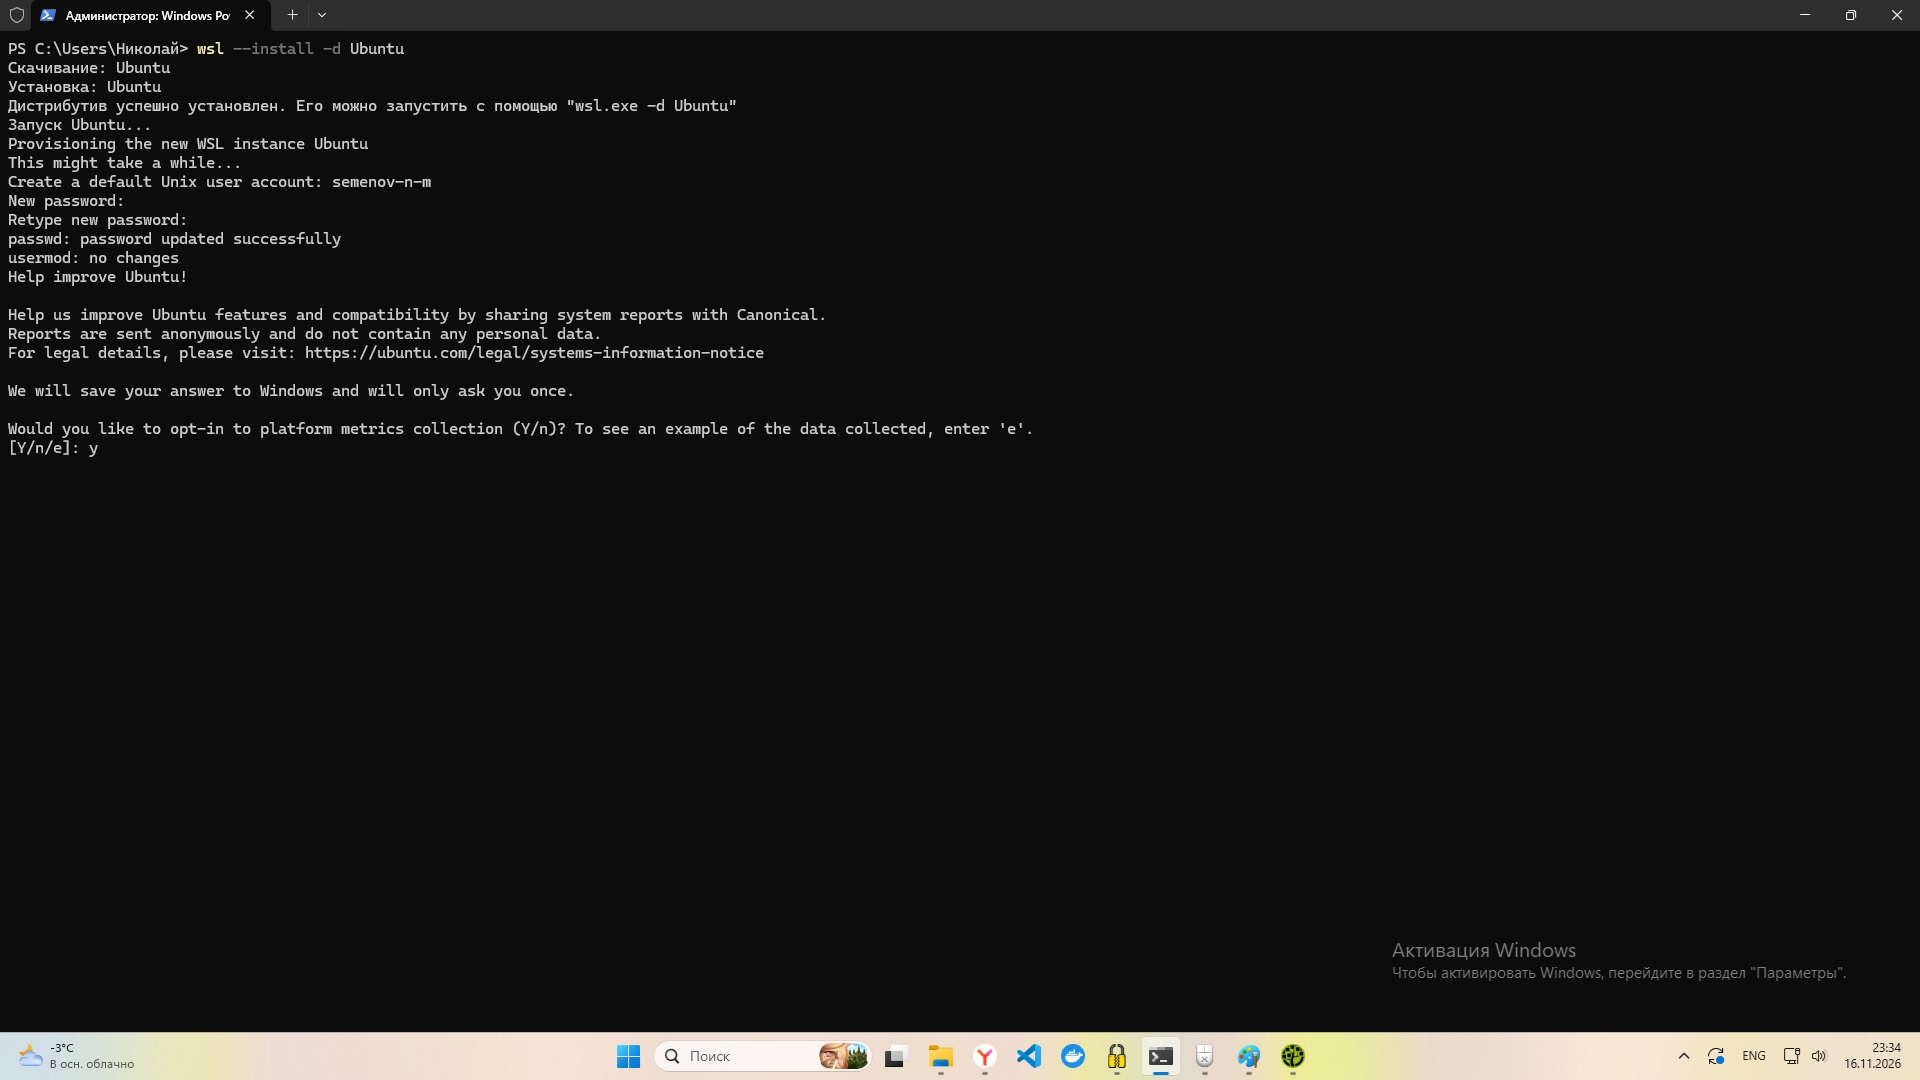 Администратор: Windows Po
PS C:\Users\Николай> wsl --install -d Ubuntu
Скачивание: Ubuntu
Установка: Ubuntu
Дистрибутив успешно установлен. Его можно запустить с помощью "wsl.exe -d Ubuntu"
Запуск Ubuntu...
Provisioning the new WSL instance Ubuntu
This might take a while...
Create a default Unix user account: semenov-n-m
New password:
Retype new password:
passwd: password updated successfully
usermod: no changes
Help improve Ubuntu!
Help us improve Ubuntu features and compatibility by sharing system reports with Canonical.
Reports are sent anonymously and do not contain any personal data.
For legal details, please visit: https://ubuntu.com/legal/systems-information-notice
We will save your answer to Windows and will only ask you once.
Would you like to opt-in to platform metrics collection (Y/n)? To see an example of the data collected, enter 'e'.
[Y/n/e]: y
Активация Windows
Чтобы активировать Windows, перейдите в раздел "Параметры".
-3°C
В осн. облачно
Поиск
ENG
23:34
16.11.2026